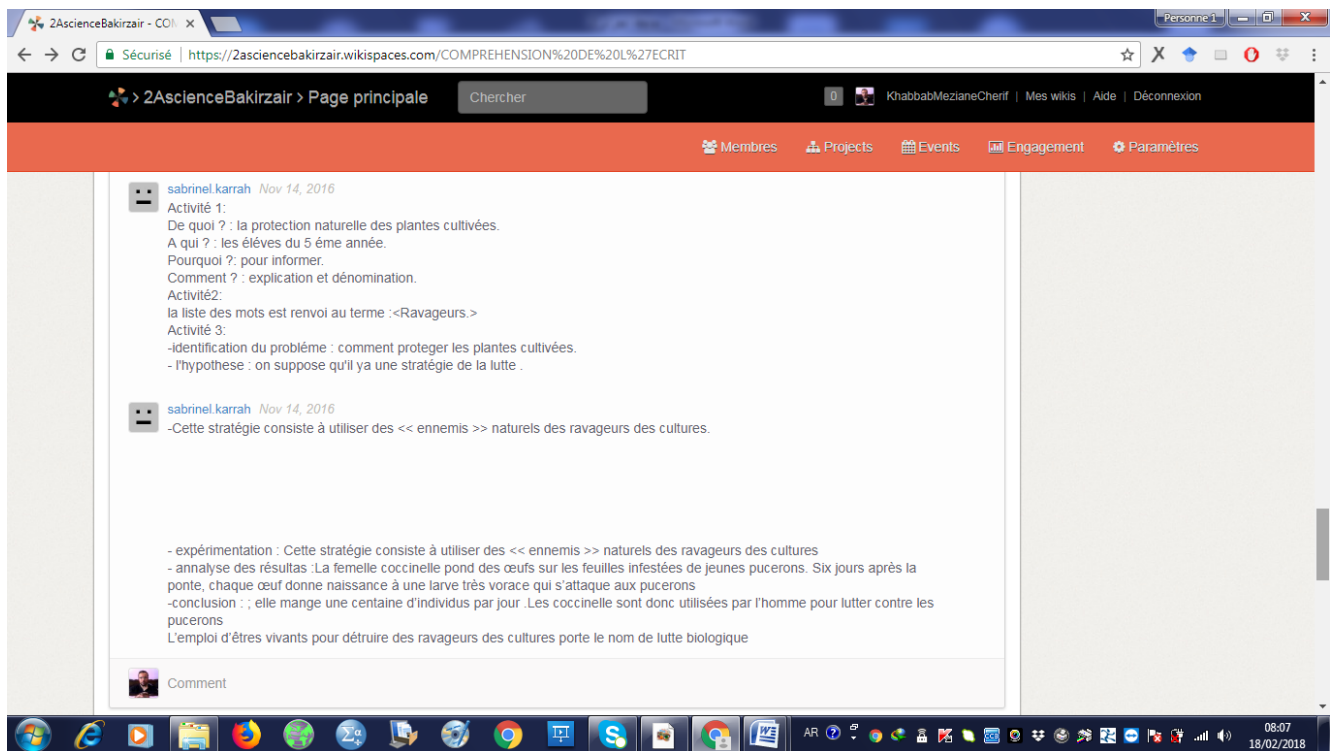 2AscienceBakirzair - CON
Personne 1
Sécurisé | https://2asciencebakirzair.wikispaces.com/COMPREHENSION%20DE%20L%27ECRIT
> 2AscienceBakirzair > Page principale
Chercher
0 KhabbabMezianeCherif | Mes wikis | Aide | Déconnexion
Membres Projects Events Engagement Paramètres
sabrinel.karrah Nov 14, 2016
Activité 1:
De quoi ? : la protection naturelle des plantes cultivées.
A qui ? : les éléves du 5 éme année.
Pourquoi ?: pour informer.
Comment ? : explication et dénomination.
Activité2:
la liste des mots est renvoi au terme :<Ravageurs.>
Activité 3:
-identification du probléme : comment proteger les plantes cultivées.
- l'hypothese : on suppose qu'il ya une stratégie de la lutte .
sabrinel.karrah Nov 14, 2016
-Cette stratégie consiste à utiliser des << ennemis >> naturels des ravageurs des cultures.
- expérimentation : Cette stratégie consiste à utiliser des << ennemis >> naturels des ravageurs des cultures
- annalyse des résultas :La femelle coccinelle pond des œufs sur les feuilles infestées de jeunes pucerons. Six jours après la
ponte, chaque œuf donne naissance à une larve très vorace qui s'attaque aux pucerons
-conclusion : ; elle mange une centaine d'individus par jour .Les coccinelle sont donc utilisées par l'homme pour lutter contre les
pucerons
L'emploi d'êtres vivants pour détruire des ravageurs des cultures porte le nom de lutte biologique
Comment
AR
08:07
18/02/2018